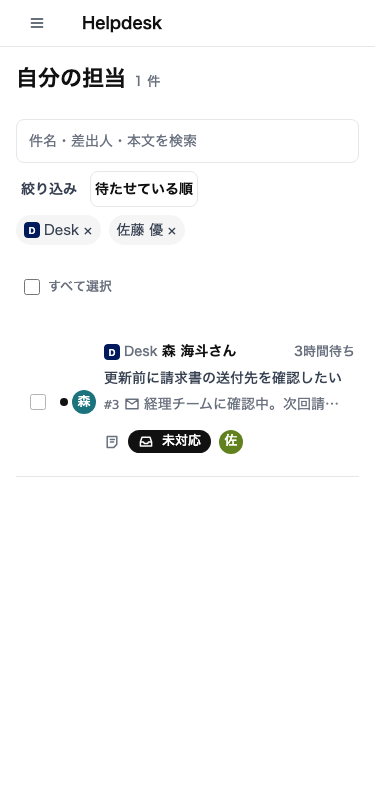 Helpdesk
自分の担当 1 件
件名・差出人・本文を検索
絞り込み 待たせている順
D Desk × 佐藤 優 ×
すべて選択
D Desk 森 海斗さん 3時間待ち
更新前に請求書の送付先を確認したい
森 #3 経理チームに確認中。次回請…
未対応 佐